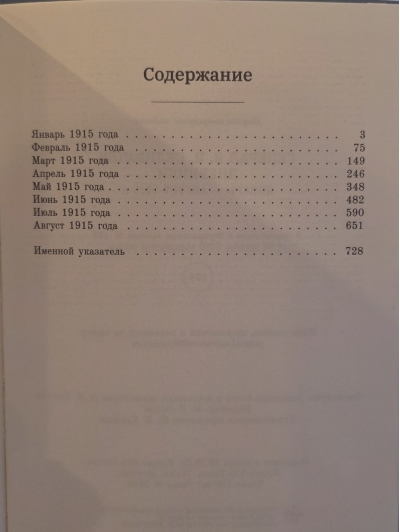 Содержание
Январь 1915 года . . . . . . . . . . . . . . . . . . . . . . . . 3
Февраль 1915 года . . . . . . . . . . . . . . . . . . . . . . . 75
Март 1915 года . . . . . . . . . . . . . . . . . . . . . . . . 149
Апрель 1915 года . . . . . . . . . . . . . . . . . . . . . . . 246
Май 1915 года . . . . . . . . . . . . . . . . . . . . . . . . 348
Июнь 1915 года . . . . . . . . . . . . . . . . . . . . . . . . 482
Июль 1915 года . . . . . . . . . . . . . . . . . . . . . . . . 590
Август 1915 года . . . . . . . . . . . . . . . . . . . . . . . 651
Именной указатель . . . . . . . . . . . . . . . . . . . . . . 728